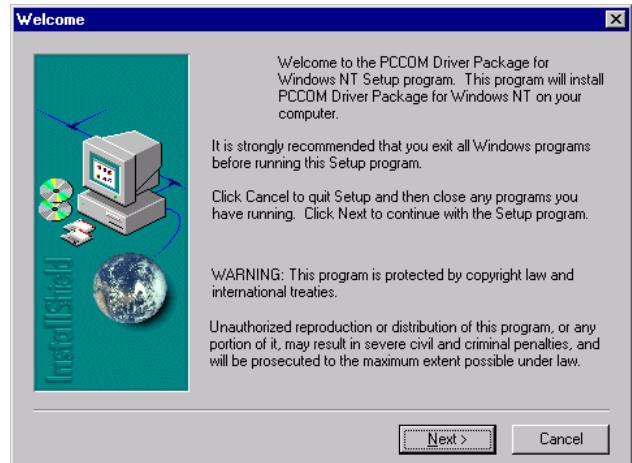 Welcome
Welcome to the PCCOM Driver Package for
Windows NT Setup program. This program will install
PCCOM Driver Package for Windows NT on your
computer.
It is strongly recommended that you exit all Windows programs
before running this Setup program.
Click Cancel to quit Setup and then close any programs you
have running. Click Next to continue with the Setup program.
WARNING: This program is protected by copyright law and
international treaties.
Unauthorized reproduction or distribution of this program, or any
portion of it, may result in severe civil and criminal penalties, and
will be prosecuted to the maximum extent possible under law.
InstallShield
Next >
Cancel